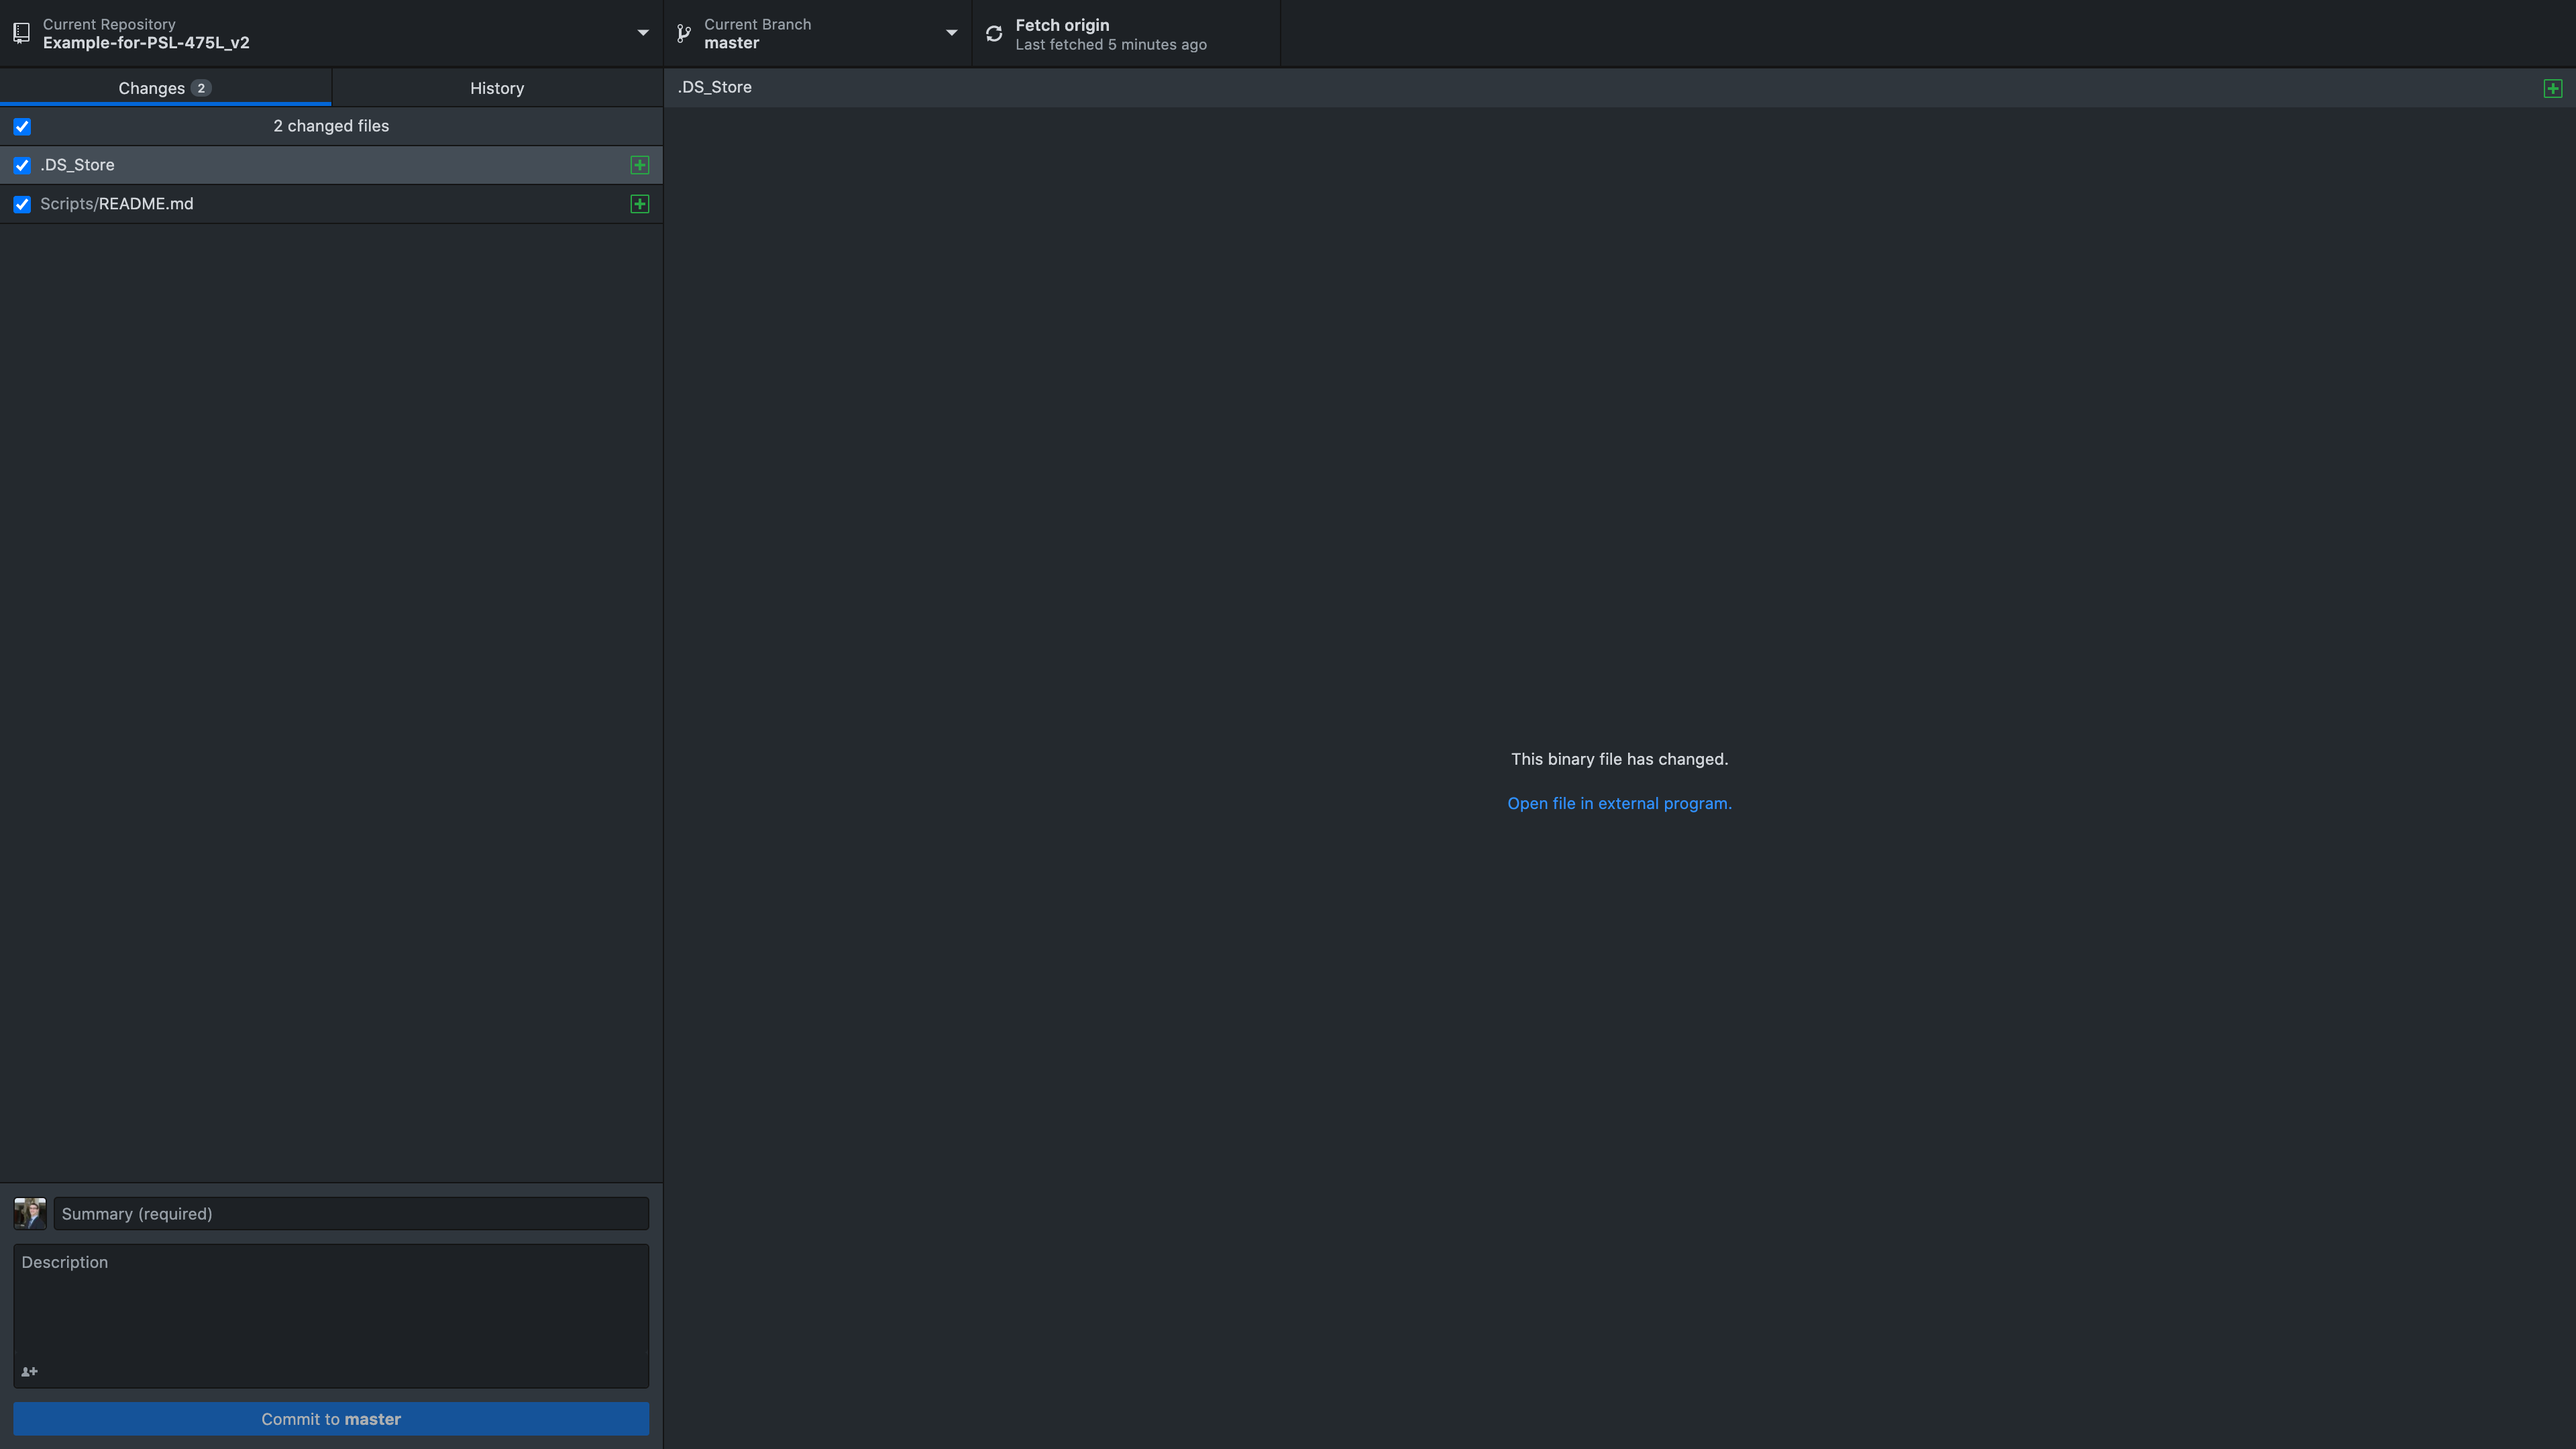 Current Repository
Example-for-PSL-475L_v2
Current Branch
master
Fetch origin
Last fetched 5 minutes ago
Changes 2
History
2 changed files
.DS_Store
Scripts/README.md
.DS_Store
This binary file has changed.
Open file in external program.
Summary (required)
Description
Commit to master